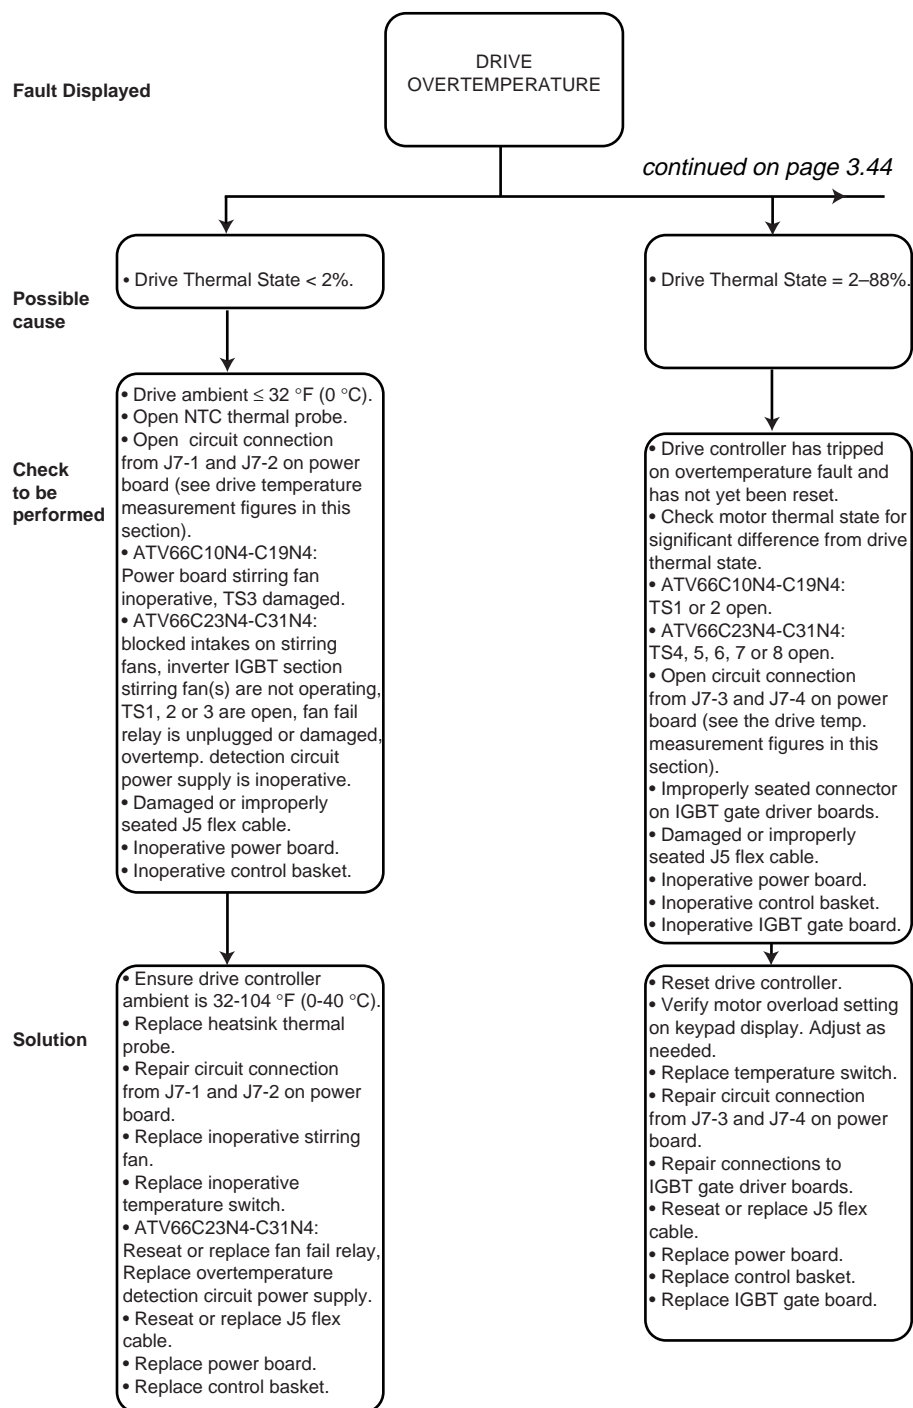 DRIVE
OVERTEMPERATURE
Fault Displayed
continued on page 3.44
• Drive Thermal State < 2%.
• Drive Thermal State = 2–88%.
Possible
cause
• Drive ambient ≤ 32 °F (0 °C).
• Open NTC thermal probe.
• Open circuit connection
from J7-1 and J7-2 on power
board (see drive temperature
measurement figures in this
section).
• ATV66C10N4-C19N4:
Power board stirring fan
inoperative, TS3 damaged.
• ATV66C23N4-C31N4:
blocked intakes on stirring
fans, inverter IGBT section
stirring fan(s) are not operating,
TS1, 2 or 3 are open, fan fail
relay is unplugged or damaged,
overtemp. detection circuit
power supply is inoperative.
• Damaged or improperly
seated J5 flex cable.
• Inoperative power board.
• Inoperative control basket.
Check
to be
performed
• Drive controller has tripped
on overtemperature fault and
has not yet been reset.
• Check motor thermal state for
significant difference from drive
thermal state.
• ATV66C10N4-C19N4:
TS1 or 2 open.
• ATV66C23N4-C31N4:
TS4, 5, 6, 7 or 8 open.
• Open circuit connection
from J7-3 and J7-4 on power
board (see the drive temp.
measurement figures in this
section).
• Improperly seated connector
on IGBT gate driver boards.
• Damaged or improperly
seated J5 flex cable.
• Inoperative power board.
• Inoperative control basket.
• Inoperative IGBT gate board.
Solution
• Ensure drive controller
ambient is 32-104 °F (0-40 °C).
• Replace heatsink thermal
probe.
• Repair circuit connection
from J7-1 and J7-2 on power
board.
• Replace inoperative stirring
fan.
• Replace inoperative
temperature switch.
• ATV66C23N4-C31N4:
Reseat or replace fan fail relay,
Replace overtemperature
detection circuit power supply.
• Reseat or replace J5 flex
cable.
• Replace power board.
• Replace control basket.
• Reset drive controller.
• Verify motor overload setting
on keypad display. Adjust as
needed.
• Replace temperature switch.
• Repair circuit connection
from J7-3 and J7-4 on power
board.
• Repair connections to
IGBT gate driver boards.
• Reseat or replace J5 flex
cable.
• Replace power board.
• Replace control basket.
• Replace IGBT gate board.